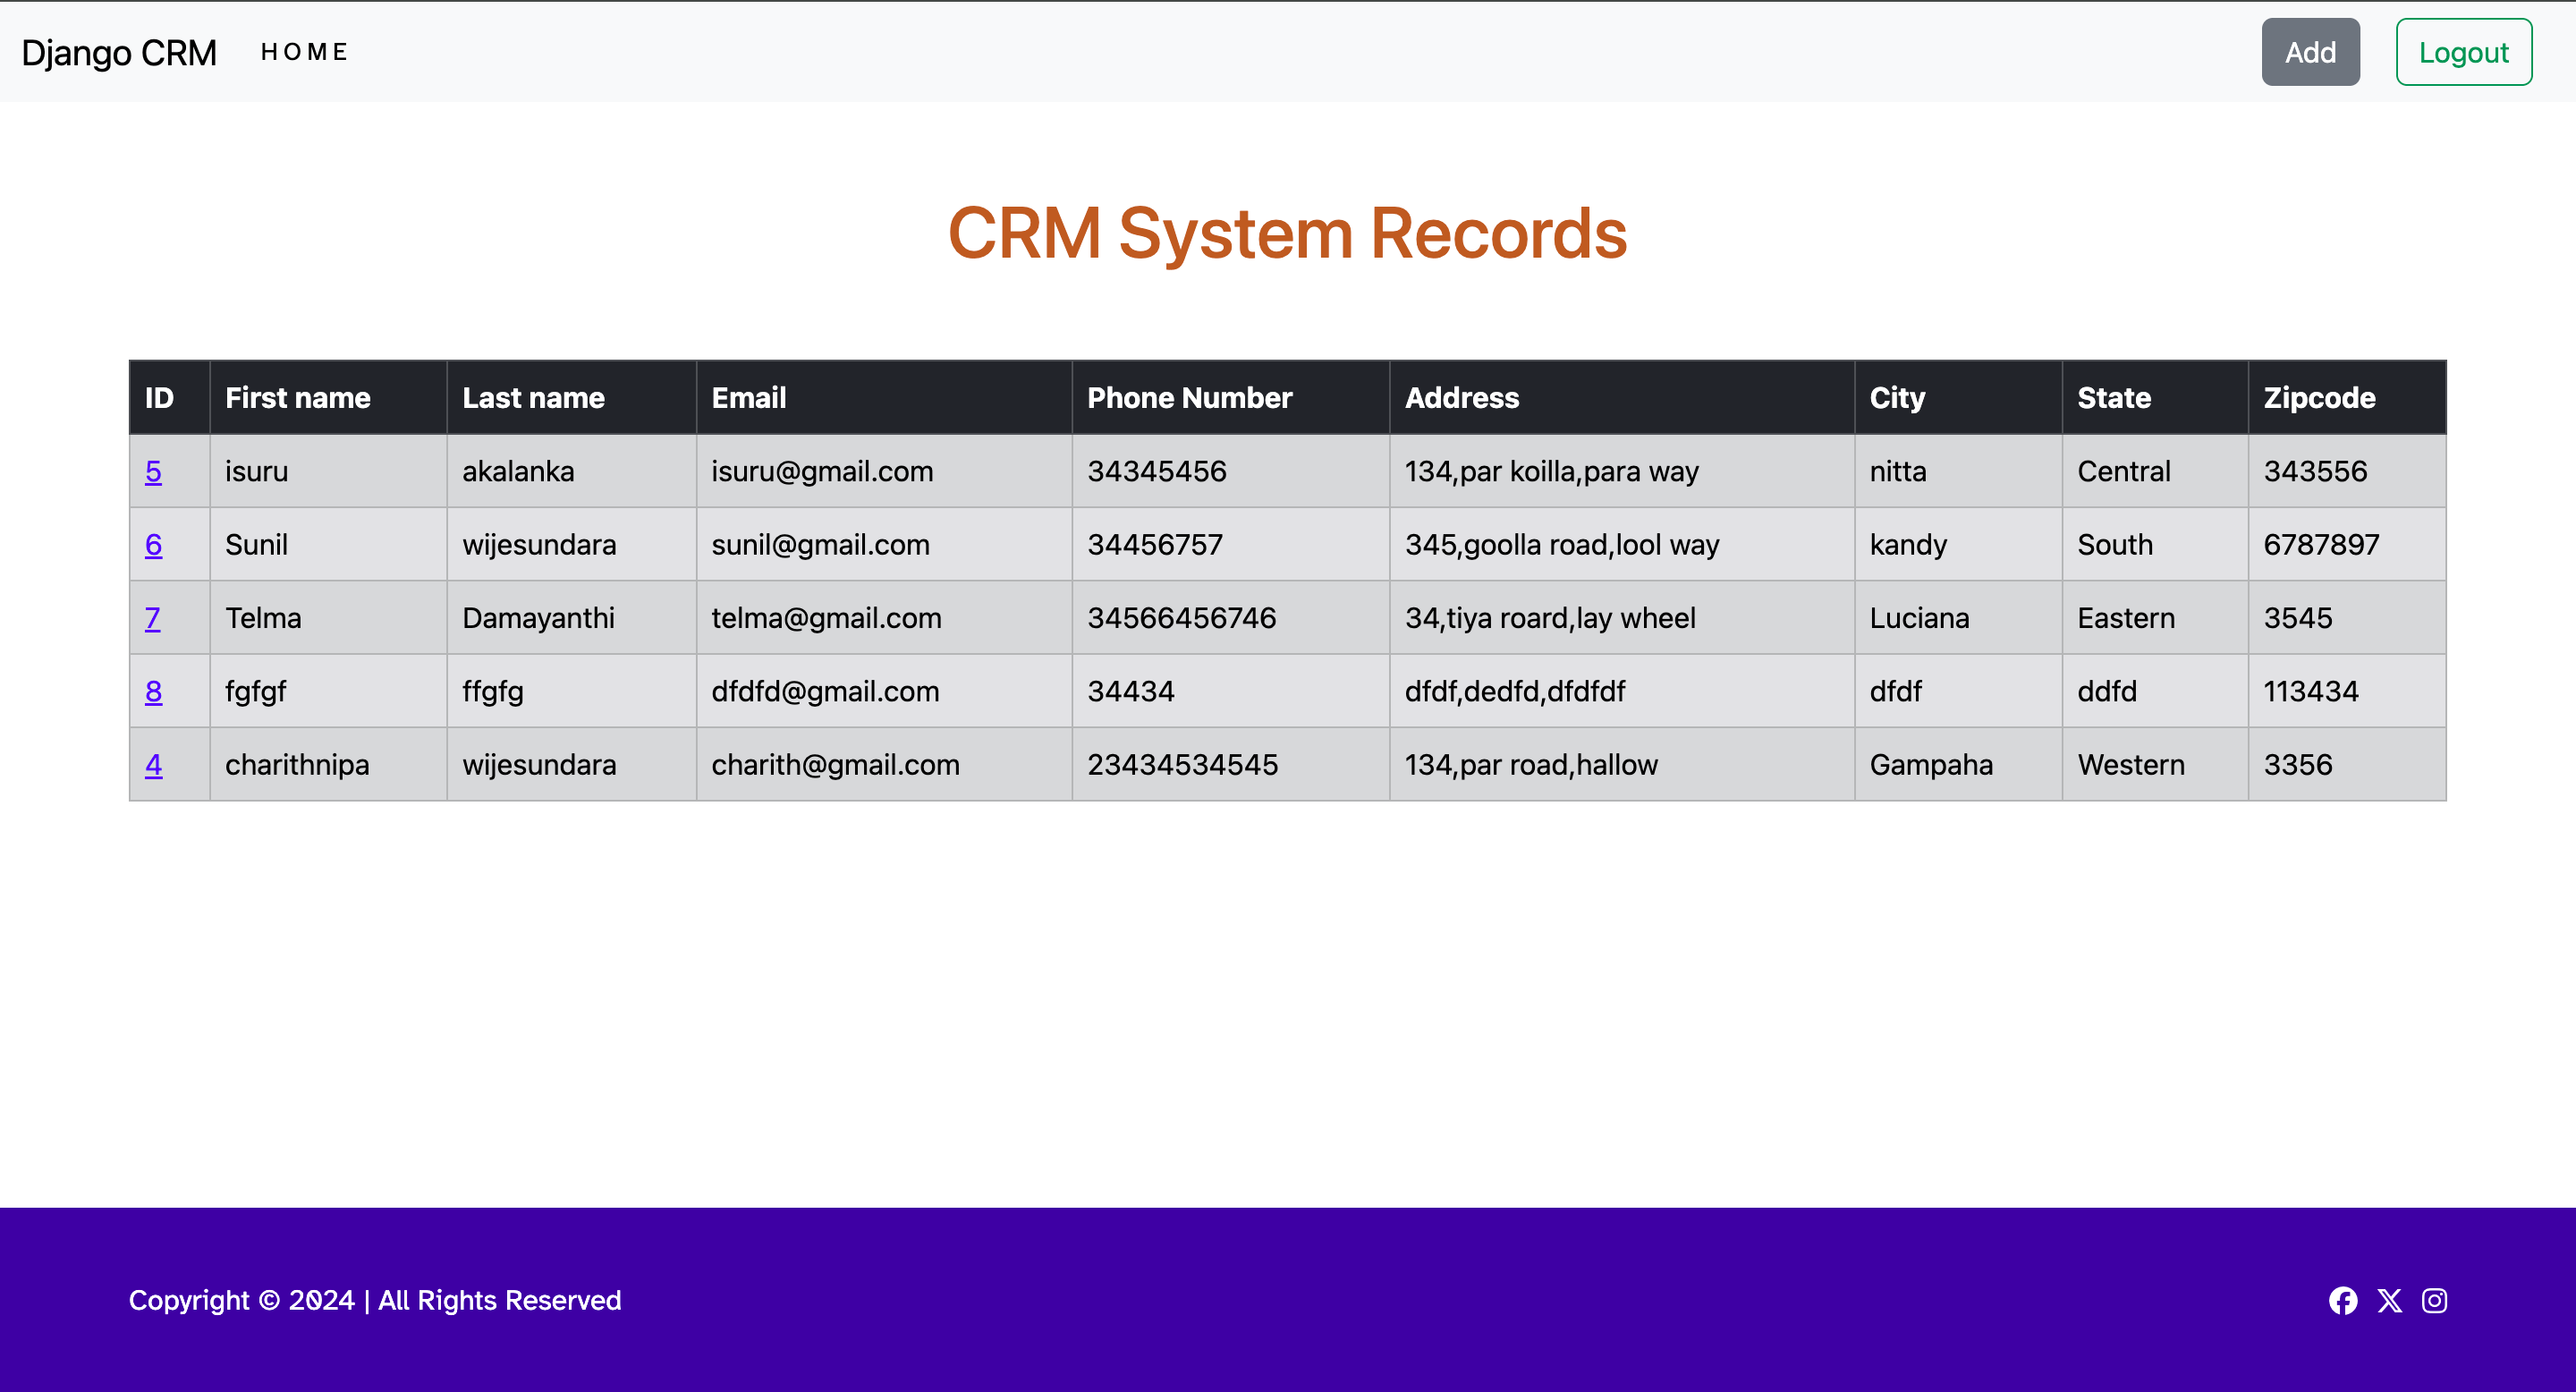 Django CRM HOME Add Logout
CRM System Records
ID First name Last name Email Phone Number Address City State Zipcode
5 isuru akalanka isuru@gmail.com 34345456 134,par koilla,para way nitta Central 343556
6 Sunil wijesundara sunil@gmail.com 34456757 345,goolla road,lool way kandy South 6787897
7 Telma Damayanthi telma@gmail.com 34566456746 34,tiya roard,lay wheel Luciana Eastern 3545
8 fgfgf ffgfg dfdfd@gmail.com 34434 dfdf,dedfd,dfdfdf dfdf ddfd 113434
4 charithnipa wijesundara charith@gmail.com 23434534545 134,par road,hallow Gampaha Western 3356
Copyright © 2024 | All Rights Reserved